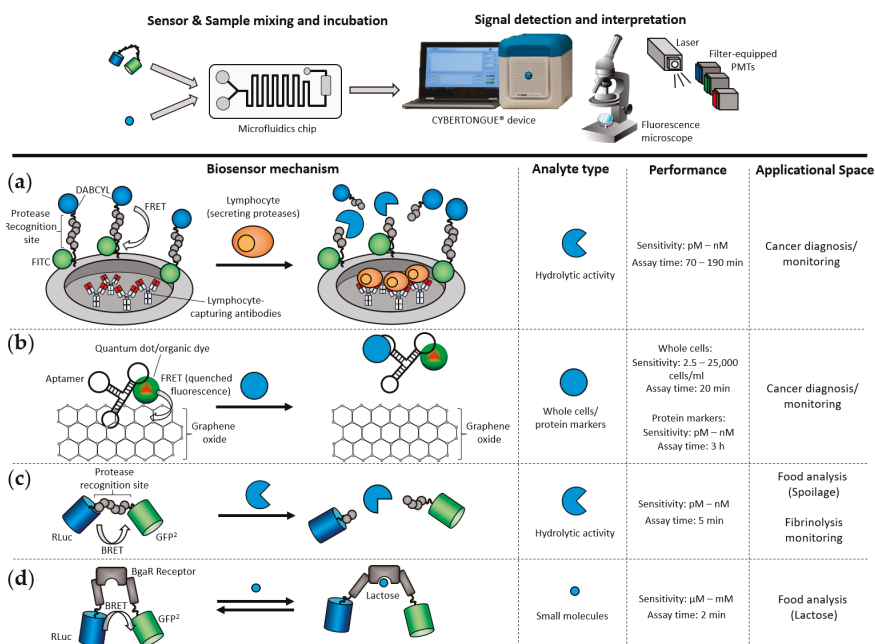 Sensor & Sample mixing and incubation
Signal detection and interpretation
Laser
Filter-equipped
PMTs
Microfluidics chip
CYBERTONGUE® device
Fluorescence
microscope
Biosensor mechanism
Analyte type
Performance
Applicational Space
(a)
DABCYL
Protease
Recognition
site
FRET
FITC
Lymphocyte
(secreting proteases)
Lymphocyte-
capturing antibodies
Hydrolytic activity
Sensitivity: pM – nM
Assay time: 70 – 190 min
Cancer diagnosis/
monitoring
(b)
Quantum dot/organic dye
Aptamer
FRET (quenched
fluorescence)
Graphene
oxide
Graphene
oxide
Whole cells/
protein markers
Whole cells:
Sensitivity: 2.5 – 25,000
cells/ml
Assay time: 20 min
Protein markers:
Sensitivity: pM – nM
Assay time: 3 h
Cancer diagnosis/
monitoring
(c)
Protease
recognition site
RLuc
BRET
GFP²
Hydrolytic activity
Sensitivity: pM – nM
Assay time: 5 min
Food analysis
(Spoilage)
Fibrinolysis
monitoring
(d)
BgaR Receptor
BRET
GFP²
RLuc
Lactose
Small molecules
Sensitivity: µM – mM
Assay time: 2 min
Food analysis
(Lactose)